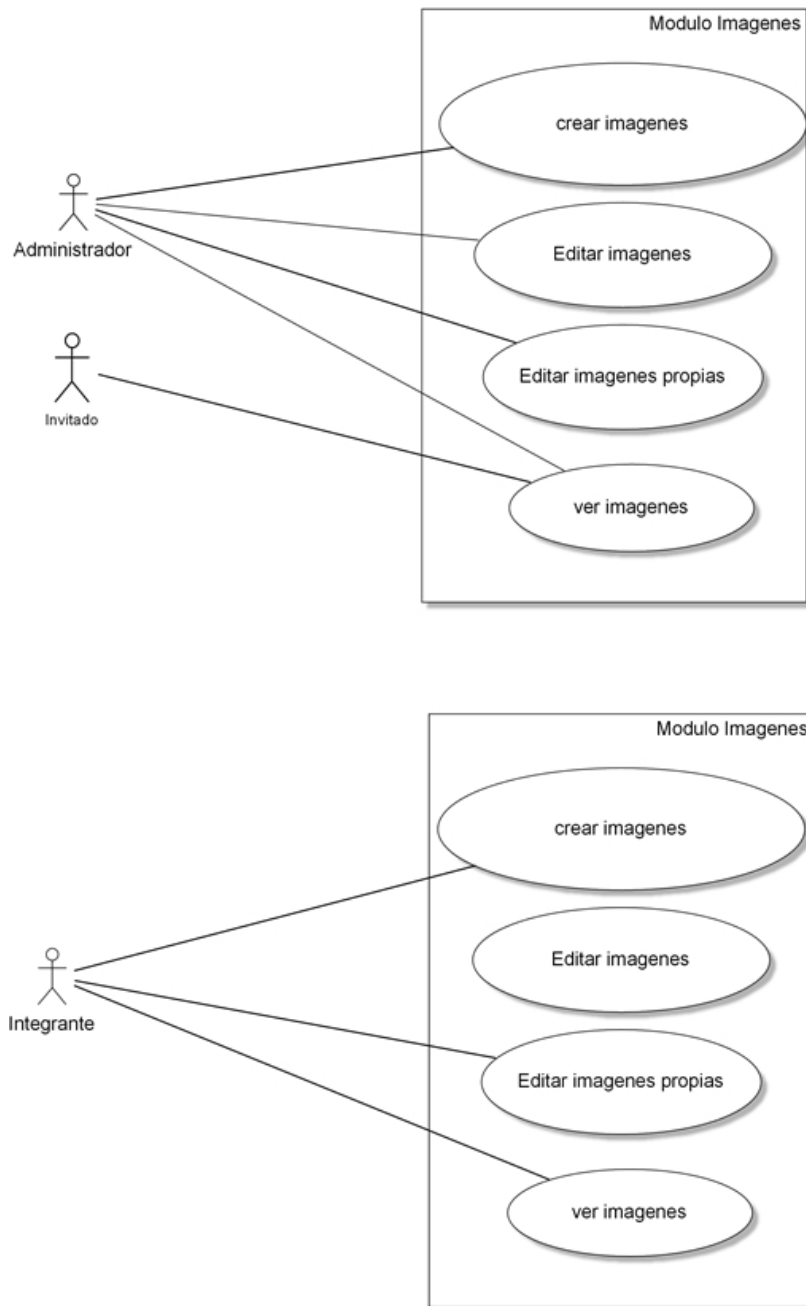 Modulo Imagenes
crear imagenes
Administrador
Editar imagenes
Editar imagenes propias
Invitado
ver imagenes
Modulo Imagenes
crear imagenes
Editar imagenes
Integrante
Editar imagenes propias
ver imagenes